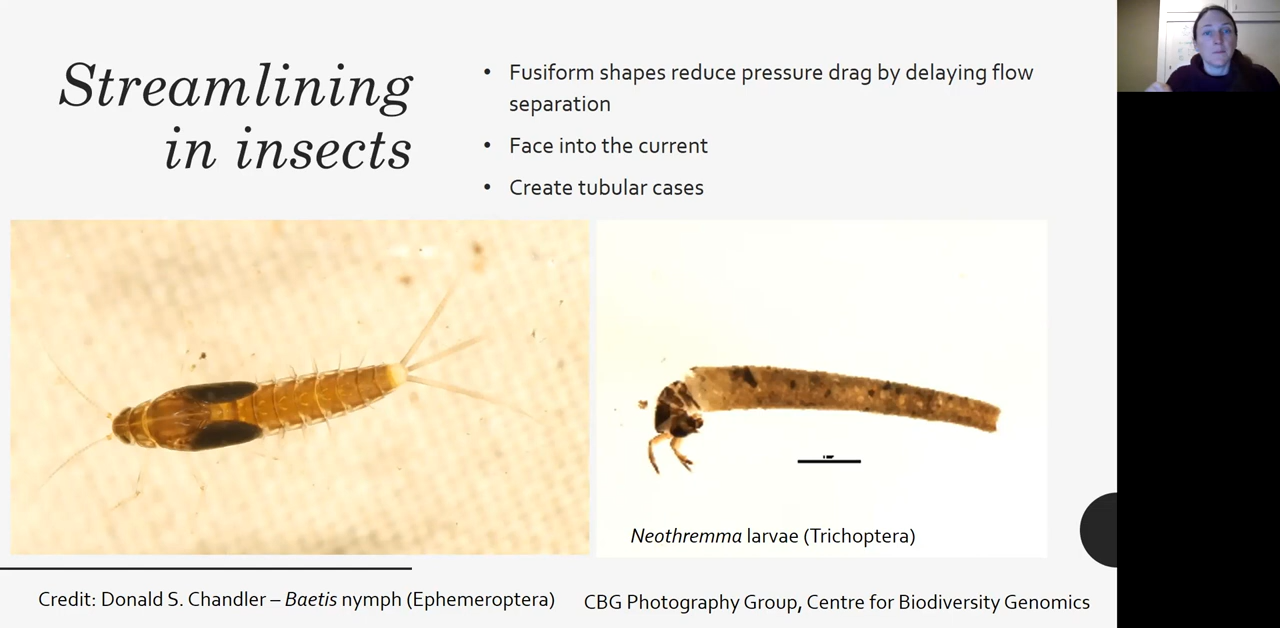 Streamlining
in insects
• Fusiform shapes reduce pressure drag by delaying flow
separation
• Face into the current
• Create tubular cases
Neothremma larvae (Trichoptera)
Credit: Donald S. Chandler – Baetis nymph (Ephemeroptera)
CBG Photography Group, Centre for Biodiversity Genomics